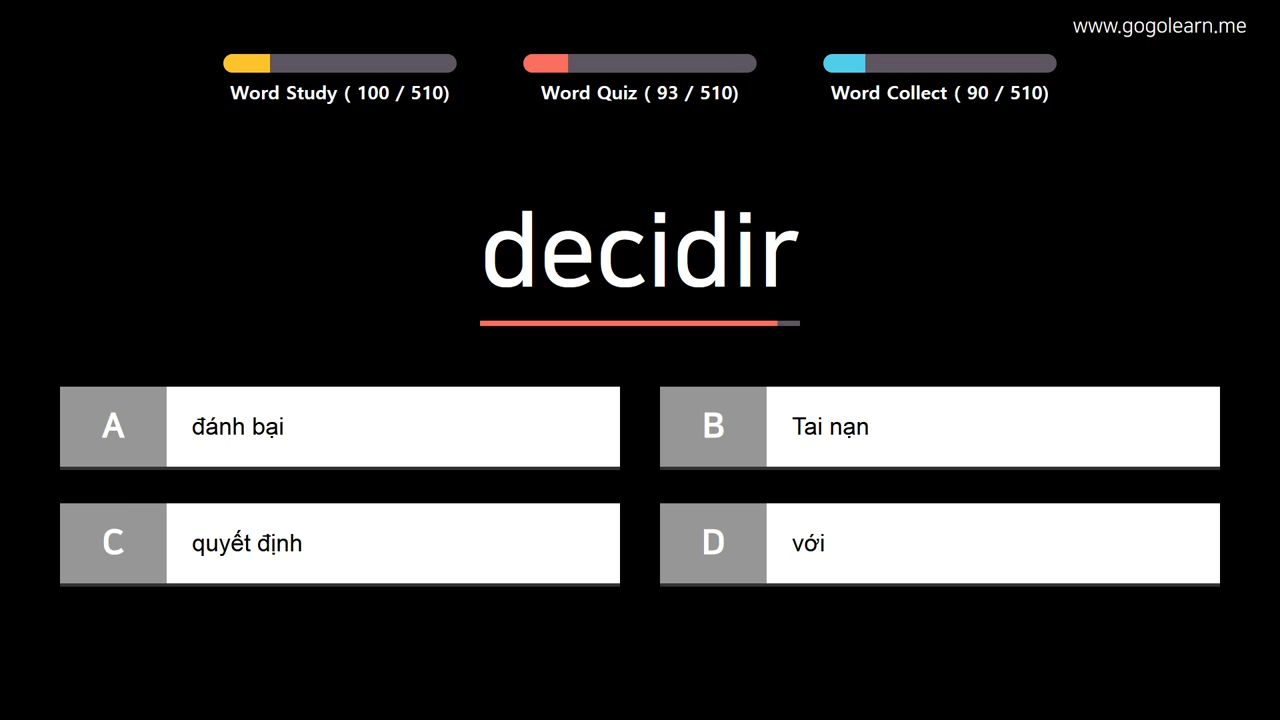 www.gogolearn.me
Word Study ( 100 / 510)
Word Quiz ( 93 / 510)
Word Collect ( 90 / 510)
decidir
A
đánh bại
B
Tai nạn
C
quyết định
D
với